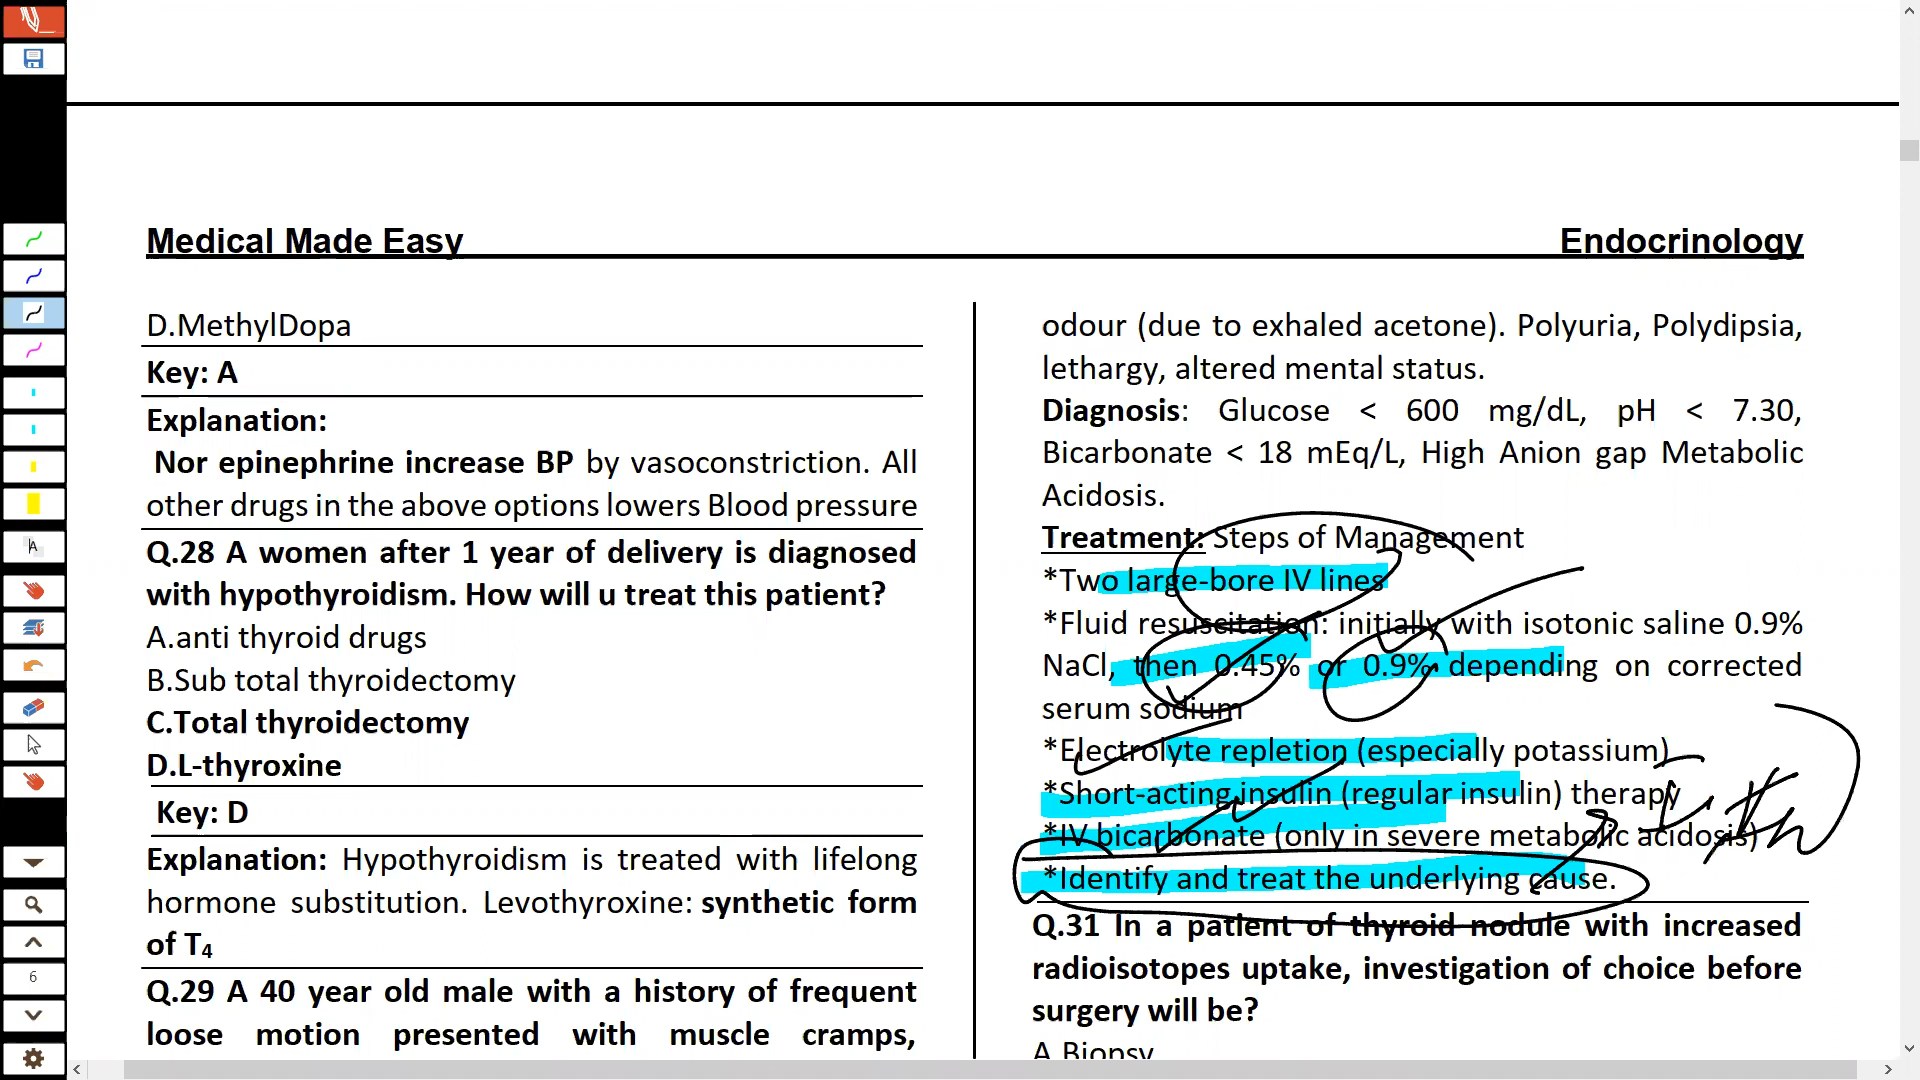 Medical Made Easy
Endocrinology
D.MethylDopa
Key: A
Explanation:
Nor epinephrine increase BP by vasoconstriction. All
other drugs in the above options lowers Blood pressure
Q.28 A women after 1 year of delivery is diagnosed
with hypothyroidism. How will u treat this patient?
A.anti thyroid drugs
B.Sub total thyroidectomy
C.Total thyroidectomy
D.L-thyroxine
Key: D
Explanation: Hypothyroidism is treated with lifelong
hormone substitution. Levothyroxine: synthetic form
of T₄
Q.29 A 40 year old male with a history of frequent
loose motion presented with muscle cramps,
odour (due to exhaled acetone). Polyuria, Polydipsia,
lethargy, altered mental status.
Diagnosis: Glucose < 600 mg/dL, pH < 7.30,
Bicarbonate < 18 mEq/L, High Anion gap Metabolic
Acidosis.
Treatment: Steps of Management
*Two large-bore IV lines
*Fluid resuscitation: initially with isotonic saline 0.9%
NaCl, then 0.45% or 0.9% depending on corrected
serum sodium
*Electrolyte repletion (especially potassium)
*Short-acting insulin (regular insulin) therapy
*IV bicarbonate (only in severe metabolic acidosis)
*Identify and treat the underlying cause.
Q.31 In a patient of thyroid nodule with increased
radioisotopes uptake, investigation of choice before
surgery will be?
A.Biopsy
6